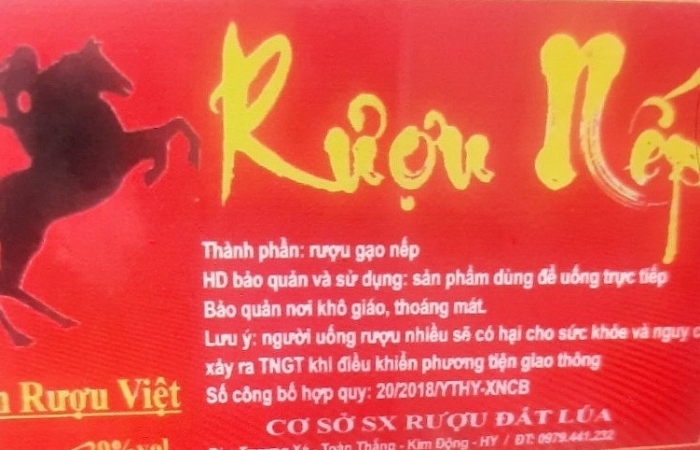 Rượu Nếp
Thành phần: rượu gạo nếp
HD bảo quản và sử dụng: sản phẩm dùng để uống trực tiếp
Bảo quản nơi khô giáo, thoáng mát.
Lưu ý: người uống rượu nhiều sẽ có hại cho sức khỏe và nguy
xảy ra TNGT khi điều khiển phương tiện giao thông
Số công bố hợp quy: 20/2018/YTHY-XNCB
Rượu Việt
CƠ SỞ SX RƯỢU ĐẤT LÚA
Toàn Thắng - Kim Động - HY / ĐT: 0979.441.232